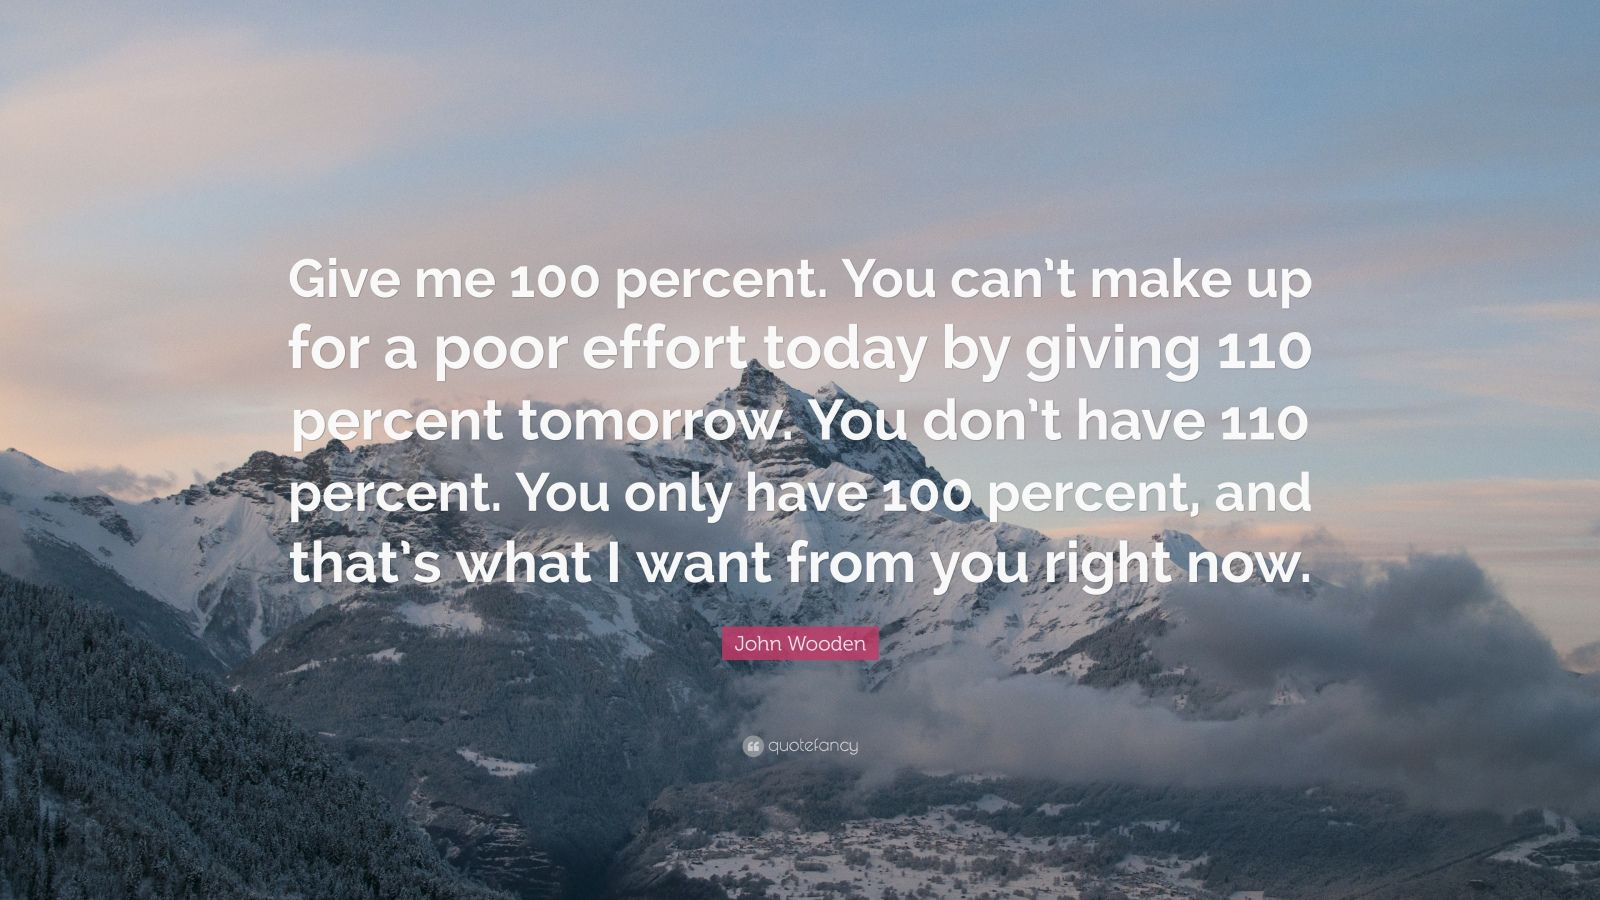 Give me 100 percent. You can’t make up
for a poor effort today by giving 110
percent tomorrow. You don’t have 110
percent. You only have 100 percent, and
that’s what I want from you right now.
John Wooden
quotefancy